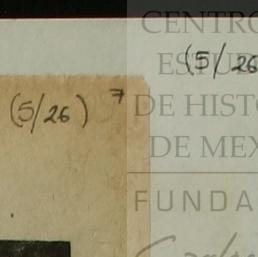 CENTRO
ESTU
(5/26
(5/26) 7
DE HISTO
DE MEX
FUNDA